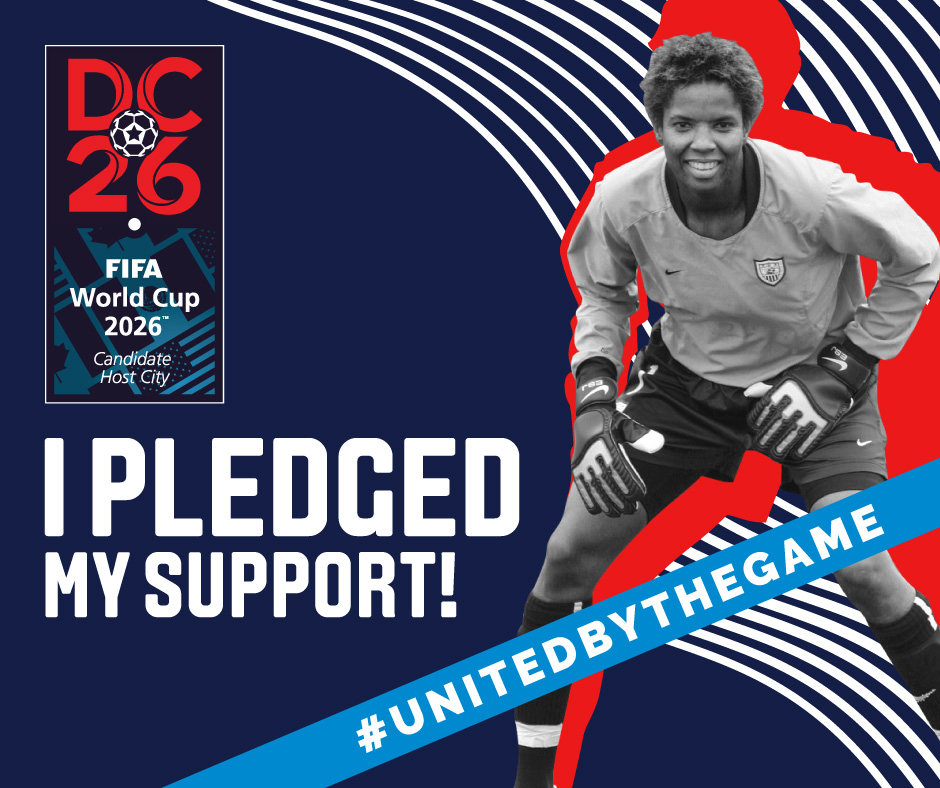 DC
26
FIFA
World Cup
2026™
Candidate
Host City
I PLEDGED
MY SUPPORT!
#UNITEDBYTHEGAME